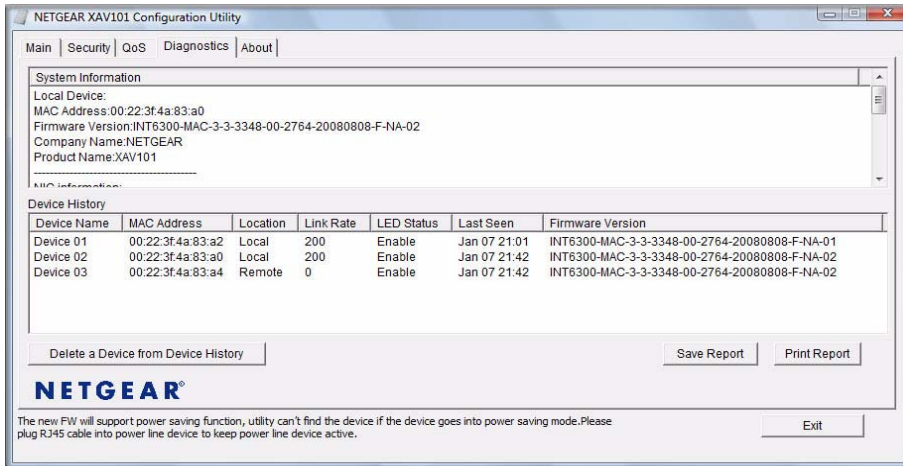 NETGEAR XAV101 Configuration Utility
Main Security QoS Diagnostics About
System Information
Local Device:
MAC Address:00:22:3f:4a:83:a0
Firmware Version:INT6300-MAC-3-3-3348-00-2764-20080808-F-NA-02
Company Name:NETGEAR
Product Name:XAV101
------------------------------------------
NIC information:
Device History
Device Name MAC Address Location Link Rate LED Status Last Seen Firmware Version
Device 01 00:22:3f:4a:83:a2 Local 200 Enable Jan 07 21:01 INT6300-MAC-3-3-3348-00-2764-20080808-F-NA-01
Device 02 00:22:3f:4a:83:a0 Local 200 Enable Jan 07 21:42 INT6300-MAC-3-3-3348-00-2764-20080808-F-NA-02
Device 03 00:22:3f:4a:83:a4 Remote 0 Enable Jan 07 21:42 INT6300-MAC-3-3-3348-00-2764-20080808-F-NA-02
Delete a Device from Device History Save Report Print Report
NETGEAR®
The new FW will support power saving function, utility can't find the device if the device goes into power saving mode.Please
plug RJ45 cable into power line device to keep power line device active.
Exit